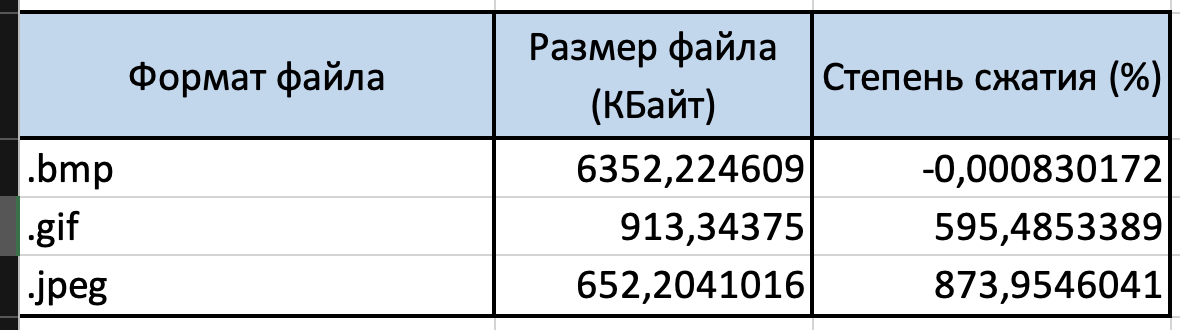 Формат файла
Размер файла
(КБайт)
Степень сжатия (%)
.bmp 6352,224609 -0,000830172
.gif 913,34375 595,4853389
.jpeg 652,2041016 873,9546041